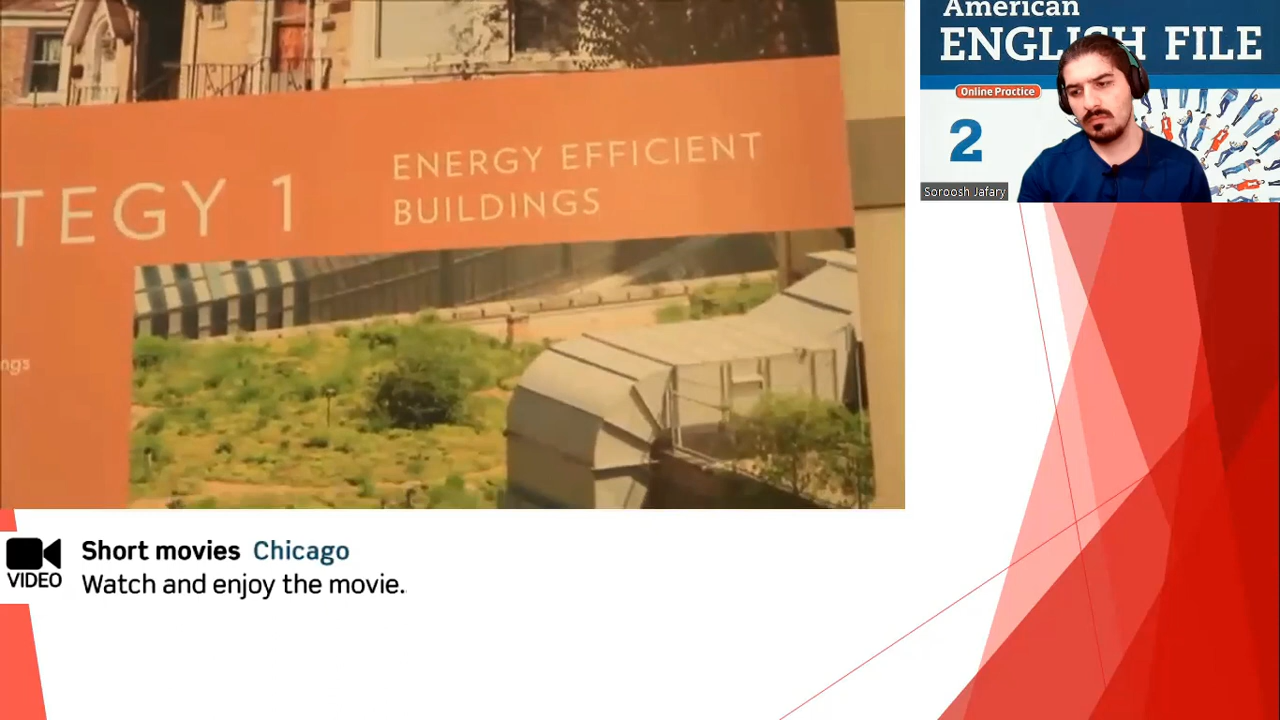 TEGY 1
ENERGY EFFICIENT
BUILDINGS
ngs
American
ENGLISH FILE
Online Practice
2
Soroosh Jafary
VIDEO
Short movies Chicago
Watch and enjoy the movie.